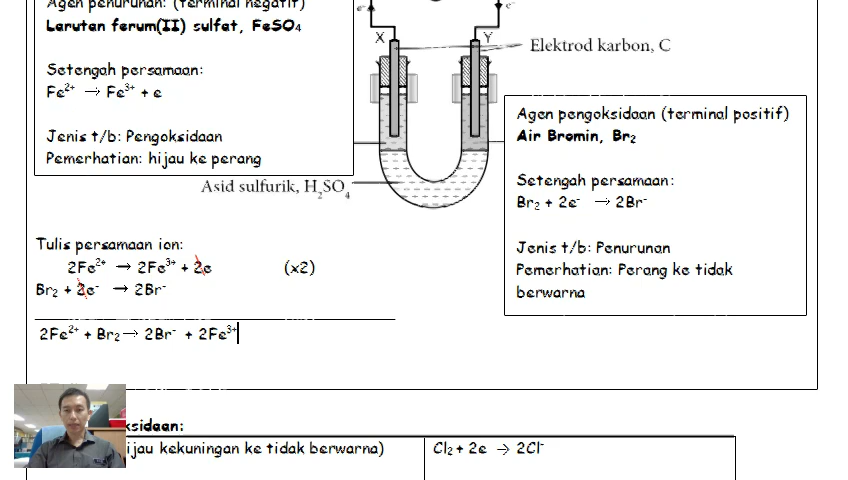 Agen penurunan: (terminal negatif)
Larutan ferum(II) sulfat, FeSO₄
Setengah persamaan:
Fe²⁺ → Fe³⁺ + e
Jenis t/b: Pengoksidaan
Pemerhatian: hijau ke perang
e⁻
e⁻
X
Y
Elektrod karbon, C
Asid sulfurik, H₂SO₄
Agen pengoksidaan (terminal positif)
Air Bromin, Br₂
Setengah persamaan:
Br₂ + 2e⁻ → 2Br⁻
Jenis t/b: Penurunan
Pemerhatian: Perang ke tidak
berwarna
Tulis persamaan ion:
2Fe²⁺ → 2Fe³⁺ + 2e (x2)
Br₂ + 2e⁻ → 2Br⁻
2Fe²⁺ + Br₂ → 2Br⁻ + 2Fe³⁺
ksidaan:
ijau kekuningan ke tidak berwarna)
Cl₂ + 2e → 2Cl⁻